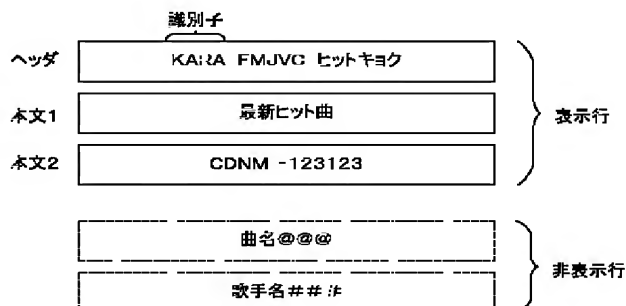 識別子
ヘッダ KARA FMJVC ヒットキョク
本文1 最新ヒット曲 表示行
本文2 CDNM -123123
曲名@@@
非表示行
歌手名###